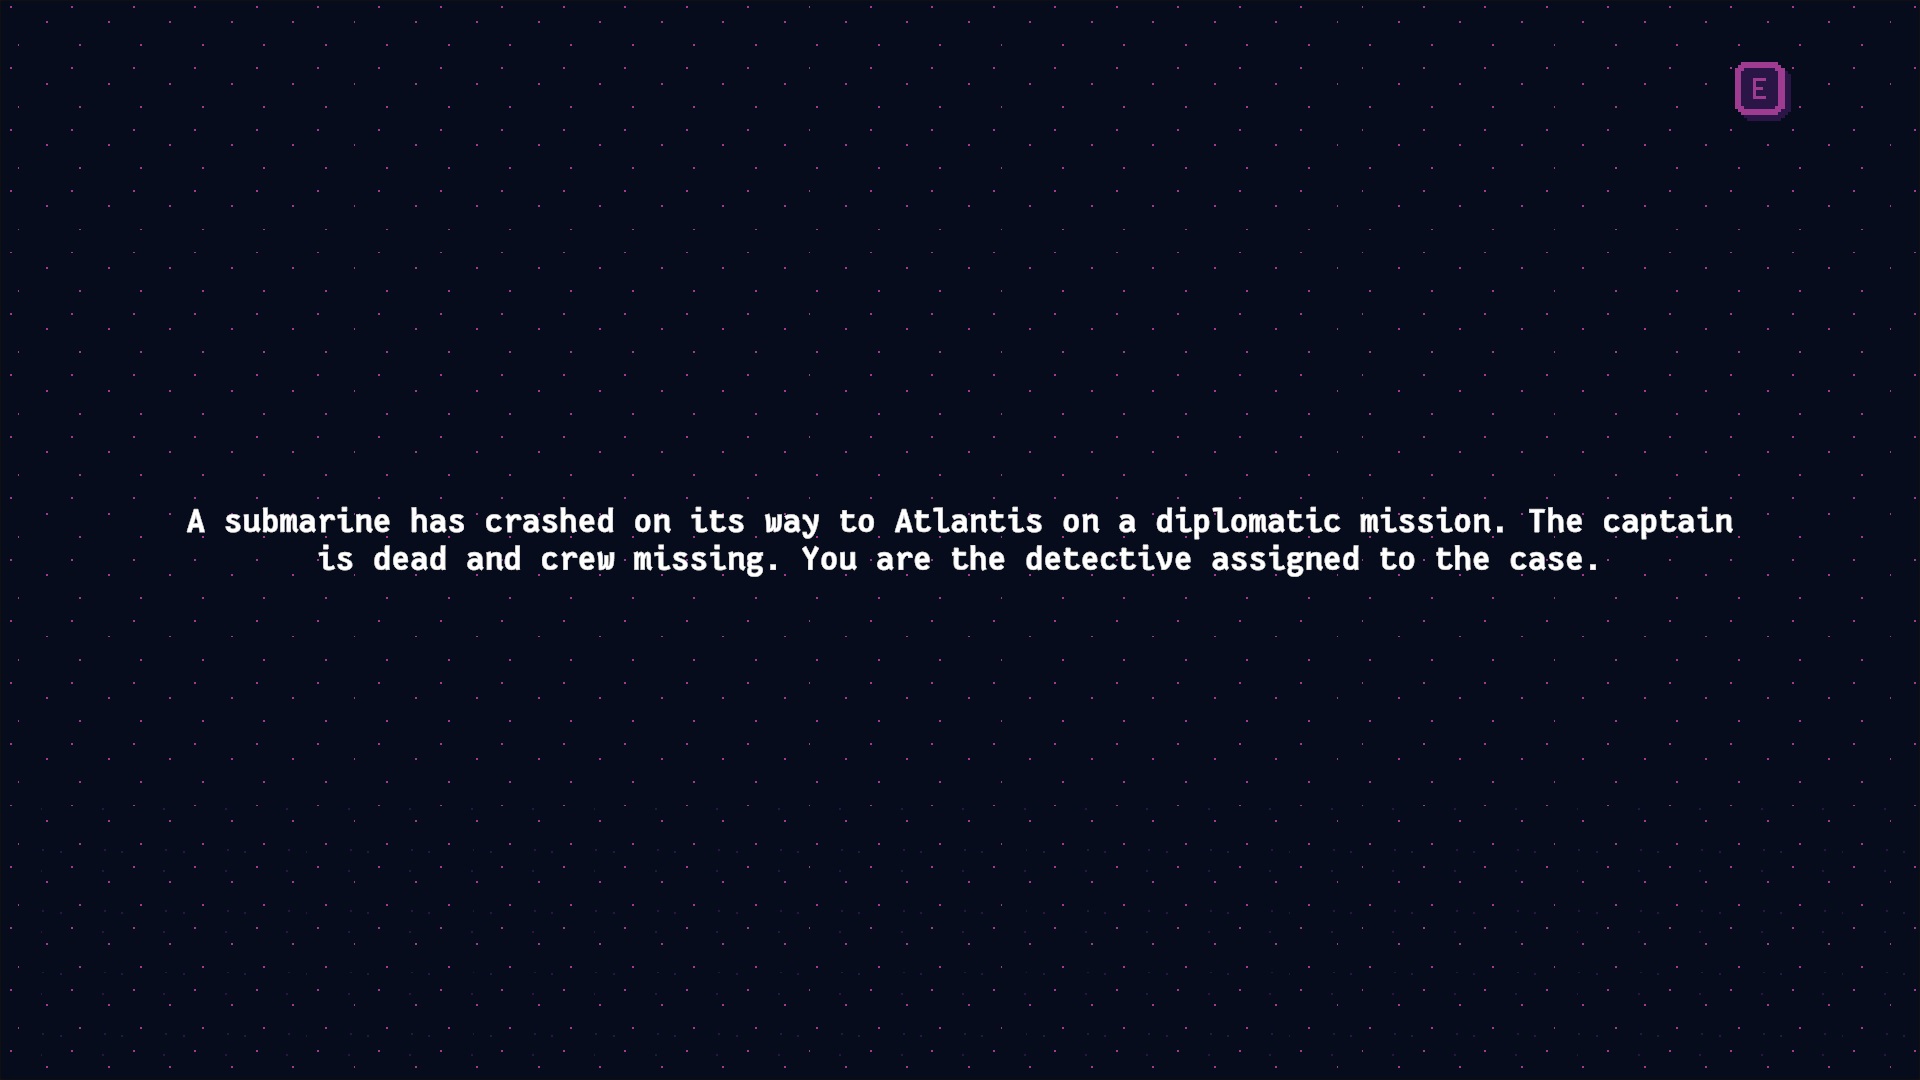 E
A submarine has crashed on its way to Atlantis on a diplomatic mission. The captain
is dead and crew missing. You are the detective assigned to the case.